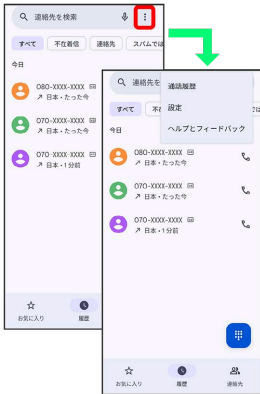 連絡先を検索
すべて
不在着信
連絡先
スパムでは
今日
080-XXXX-XXXX
日本・たった今
070-XXXX-XXXX
日本・たった今
070-XXXX-XXXX
日本・1分前
お気に入り
履歴
連絡先を
通話履歴
設定
ヘルプとフィードバック
すべて
不在
では
今日
080-XXXX-XXXX
日本・たった今
070-XXXX-XXXX
日本・たった今
070-XXXX-XXXX
日本・1分前
お気に入り
履歴
連絡先